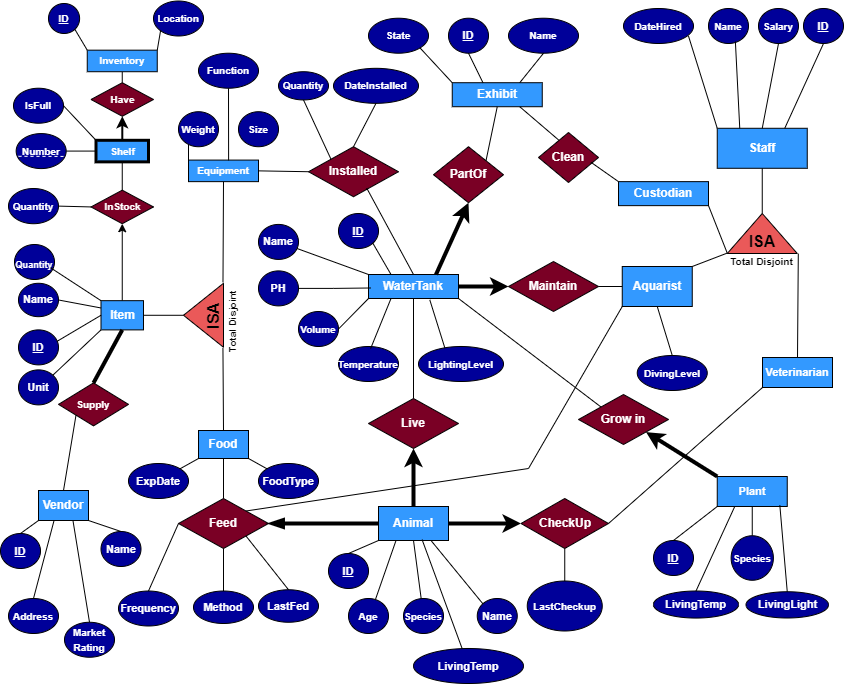 ID
Location
Inventory
Have
IsFull
Number
Shelf
Quantity
InStock
Quantity
Name
ID
Unit
Item
Supply
Vendor
ID
Address
Market
Rating
Name
Function
Weight
Size
Equipment
ISA
Total Disjoint
Food
ExpDate
FoodType
Feed
Frequency
Method
LastFed
Quantity
DateInstalled
Installed
State
ID
Name
Exhibit
PartOf
Clean
Custodian
DateHired
Name
Salary
ID
Staff
ISA
Total Disjoint
Name
ID
PH
Volume
Temperature
LightingLevel
WaterTank
Maintain
Aquarist
DivingLevel
Veterinarian
Live
Grow in
Plant
ID
Species
LivingTemp
LivingLight
Animal
CheckUp
LastCheckup
ID
Age
Species
Name
LivingTemp